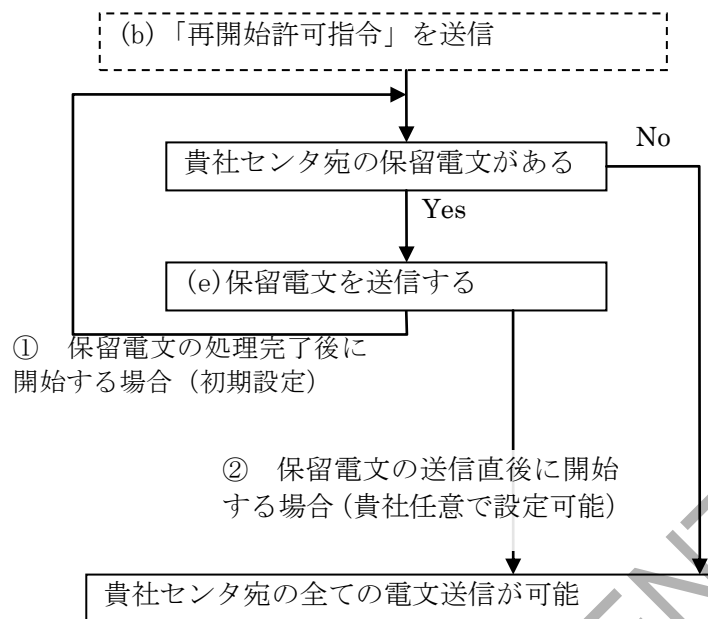 (b)「再開始許可指令」を送信
貴社センタ宛の保留電文がある
No
Yes
(e)保留電文を送信する
① 保留電文の処理完了後に
開始する場合（初期設定）
② 保留電文の送信直後に開始
する場合（貴社任意で設定可能）
貴社センタ宛の全ての電文送信が可能